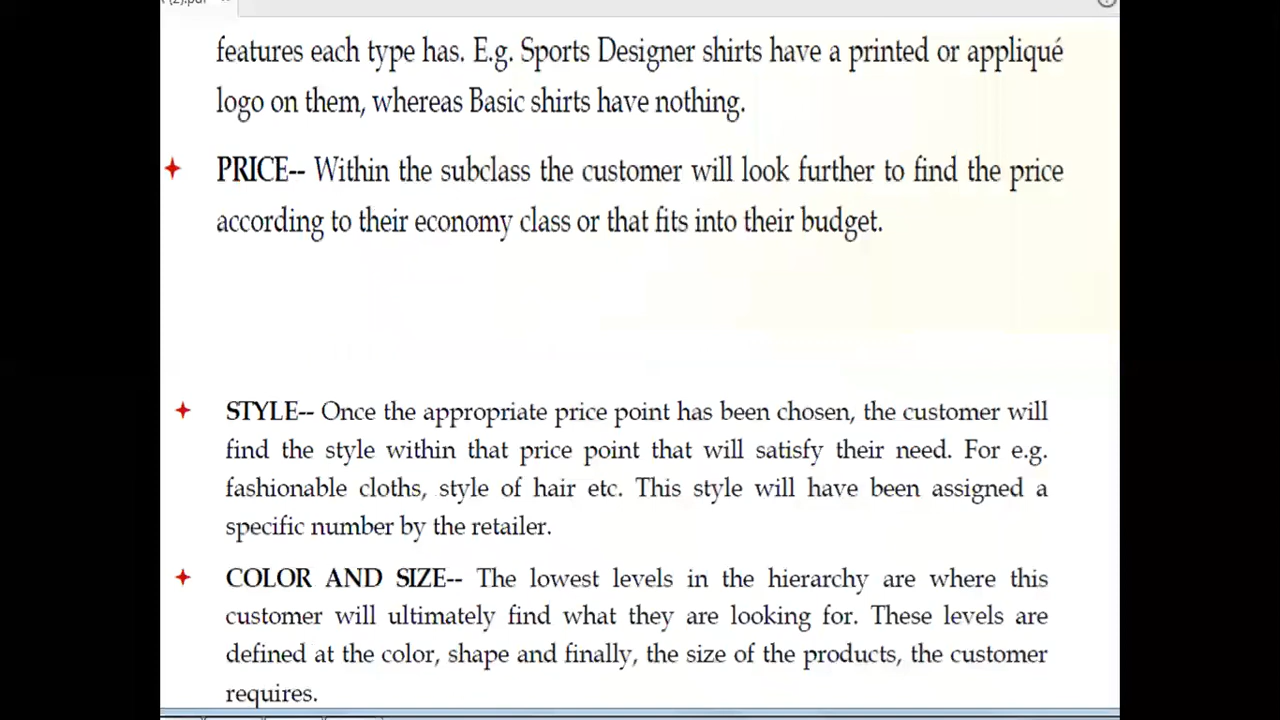 (2).pdf
features each type has. E.g. Sports Designer shirts have a printed or appliqué
logo on them, whereas Basic shirts have nothing.
PRICE-- Within the subclass the customer will look further to find the price
according to their economy class or that fits into their budget.
STYLE-- Once the appropriate price point has been chosen, the customer will
find the style within that price point that will satisfy their need. For e.g.
fashionable cloths, style of hair etc. This style will have been assigned a
specific number by the retailer.
COLOR AND SIZE-- The lowest levels in the hierarchy are where this
customer will ultimately find what they are looking for. These levels are
defined at the color, shape and finally, the size of the products, the customer
requires.